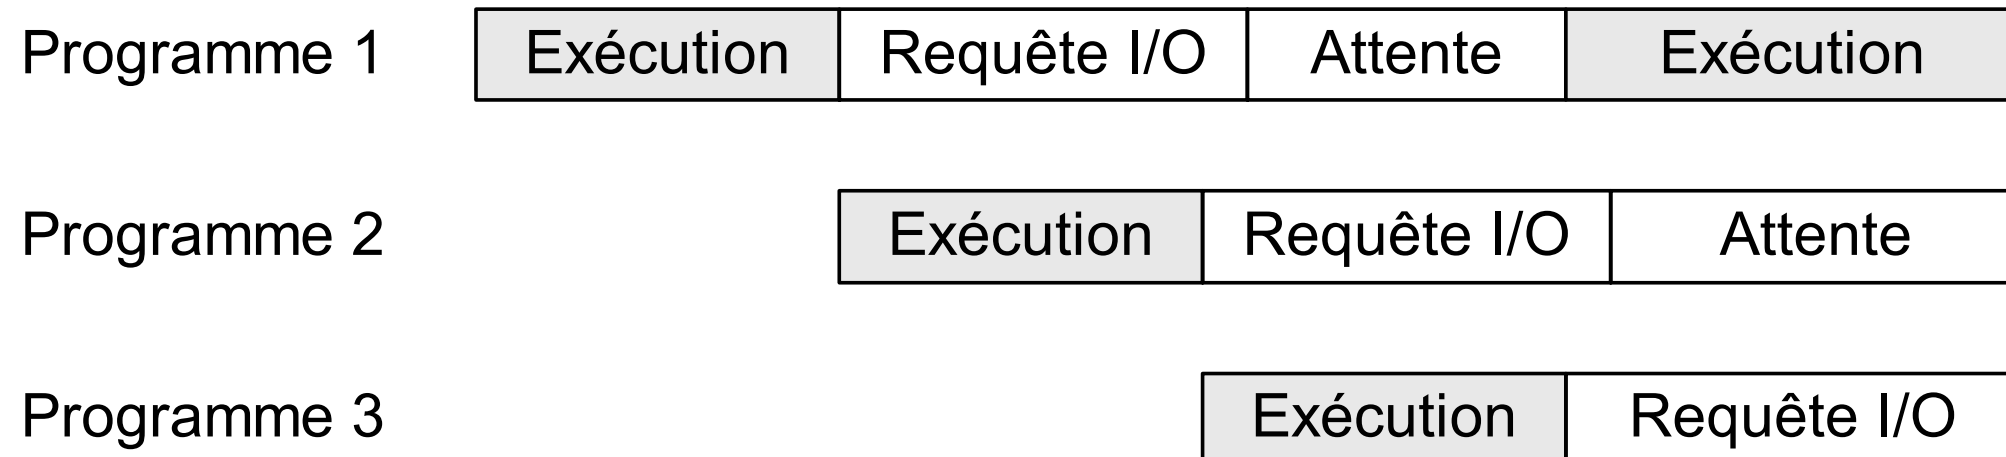 Programme 1 Exécution Requête I/O Attente Exécution
Programme 2 Exécution Requête I/O Attente
Programme 3 Exécution Requête I/O